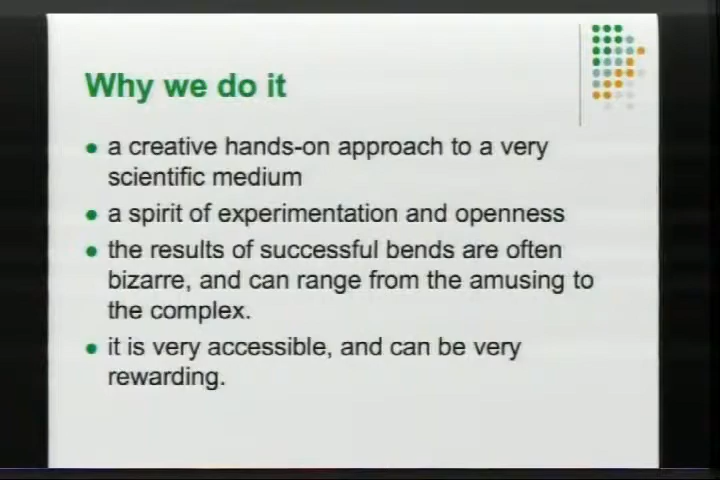 Why we do it
a creative hands-on approach to a very
scientific medium
a spirit of experimentation and openness
the results of successful bends are often
bizarre, and can range from the amusing to
the complex.
it is very accessible, and can be very
rewarding.